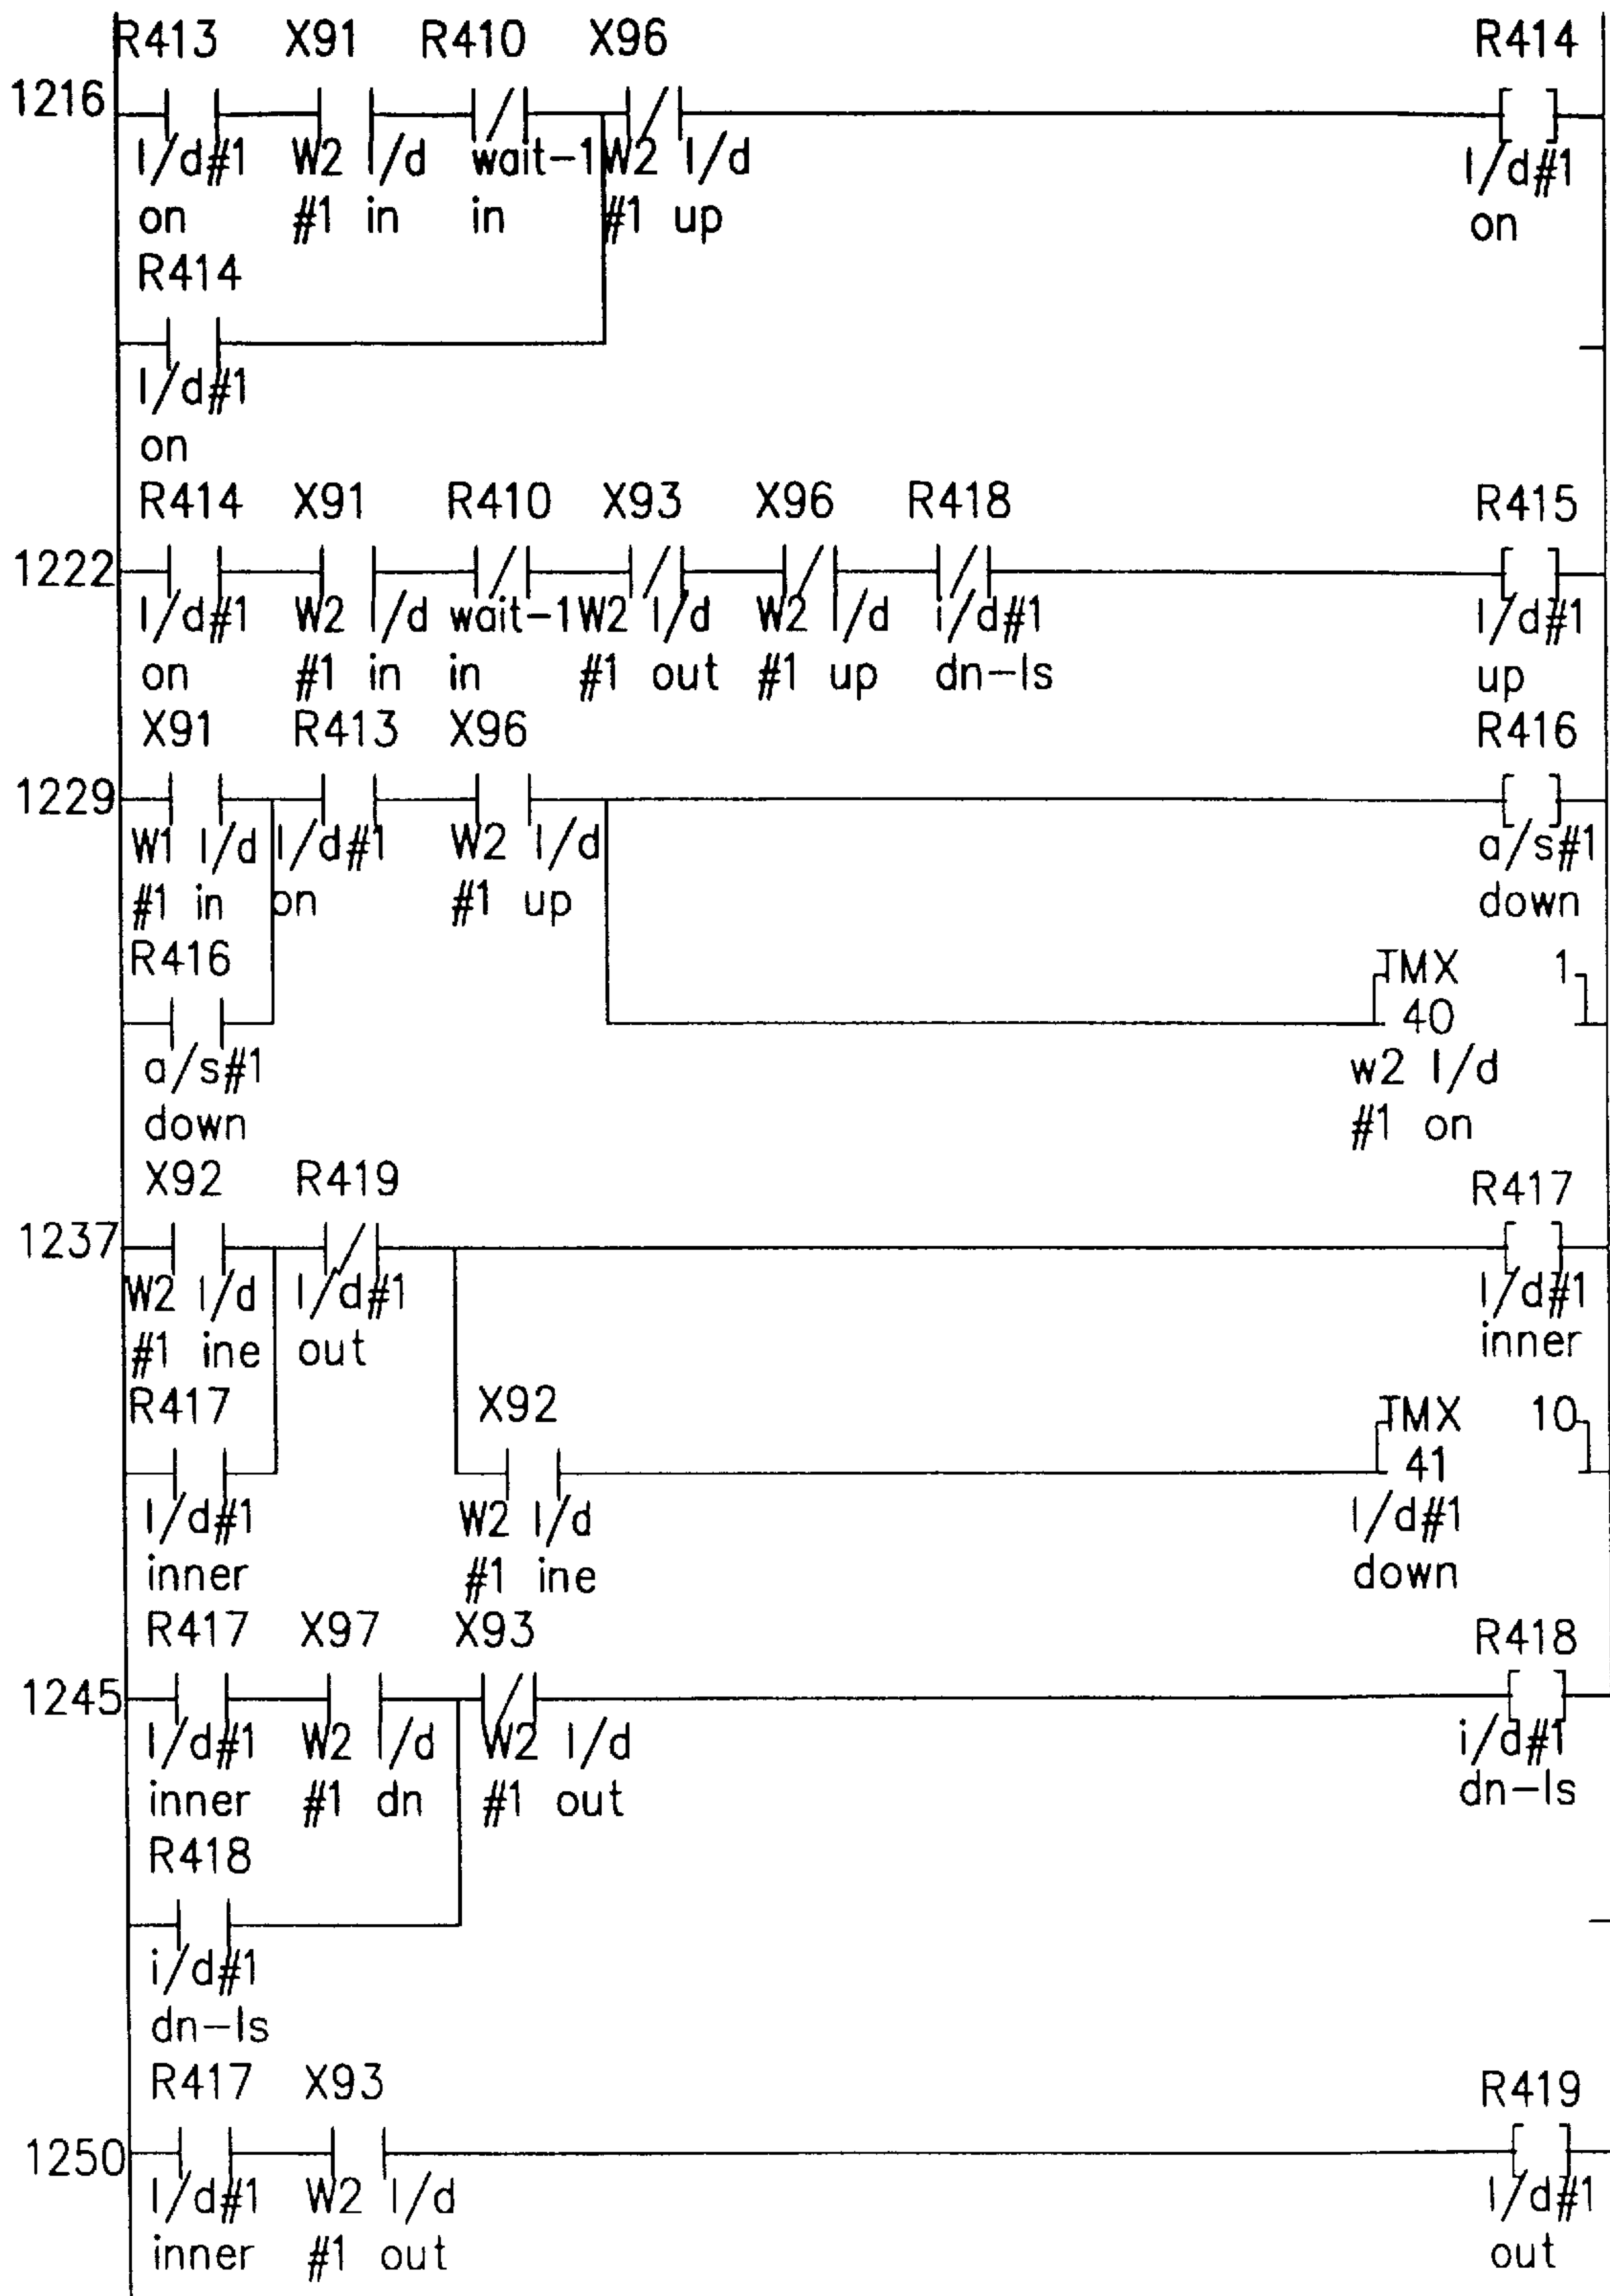 R413 X91 R410 X96 R414
1216
l/d#1 W2 l/d wait-1 W2 l/d l/d#1
on #1 in in #1 up on
R414
l/d#1
on
R414 X91 R410 X93 X96 R418 R415
1222
l/d#1 W2 l/d wait-1 W2 l/d W2 l/d i/d#1 l/d#1
on #1 in in #1 out #1 up dn-ls up
X91 R413 X96 R416
1229
W1 l/d l/d#1 W2 l/d a/s#1
#1 in on #1 up down
R416 TMX 1
40
a/s#1 w2 l/d
down #1 on
X92 R419 R417
1237
W2 l/d l/d#1 l/d#1
#1 ine out inner
R417 X92 TMX 10
41
l/d#1 W2 l/d l/d#1
inner #1 ine down
R417 X97 X93 R418
1245
l/d#1 W2 l/d W2 l/d i/d#1
inner #1 dn #1 out dn-ls
R418
i/d#1
dn-ls
R417 X93 R419
1250
l/d#1 W2 l/d l/d#1
inner #1 out out